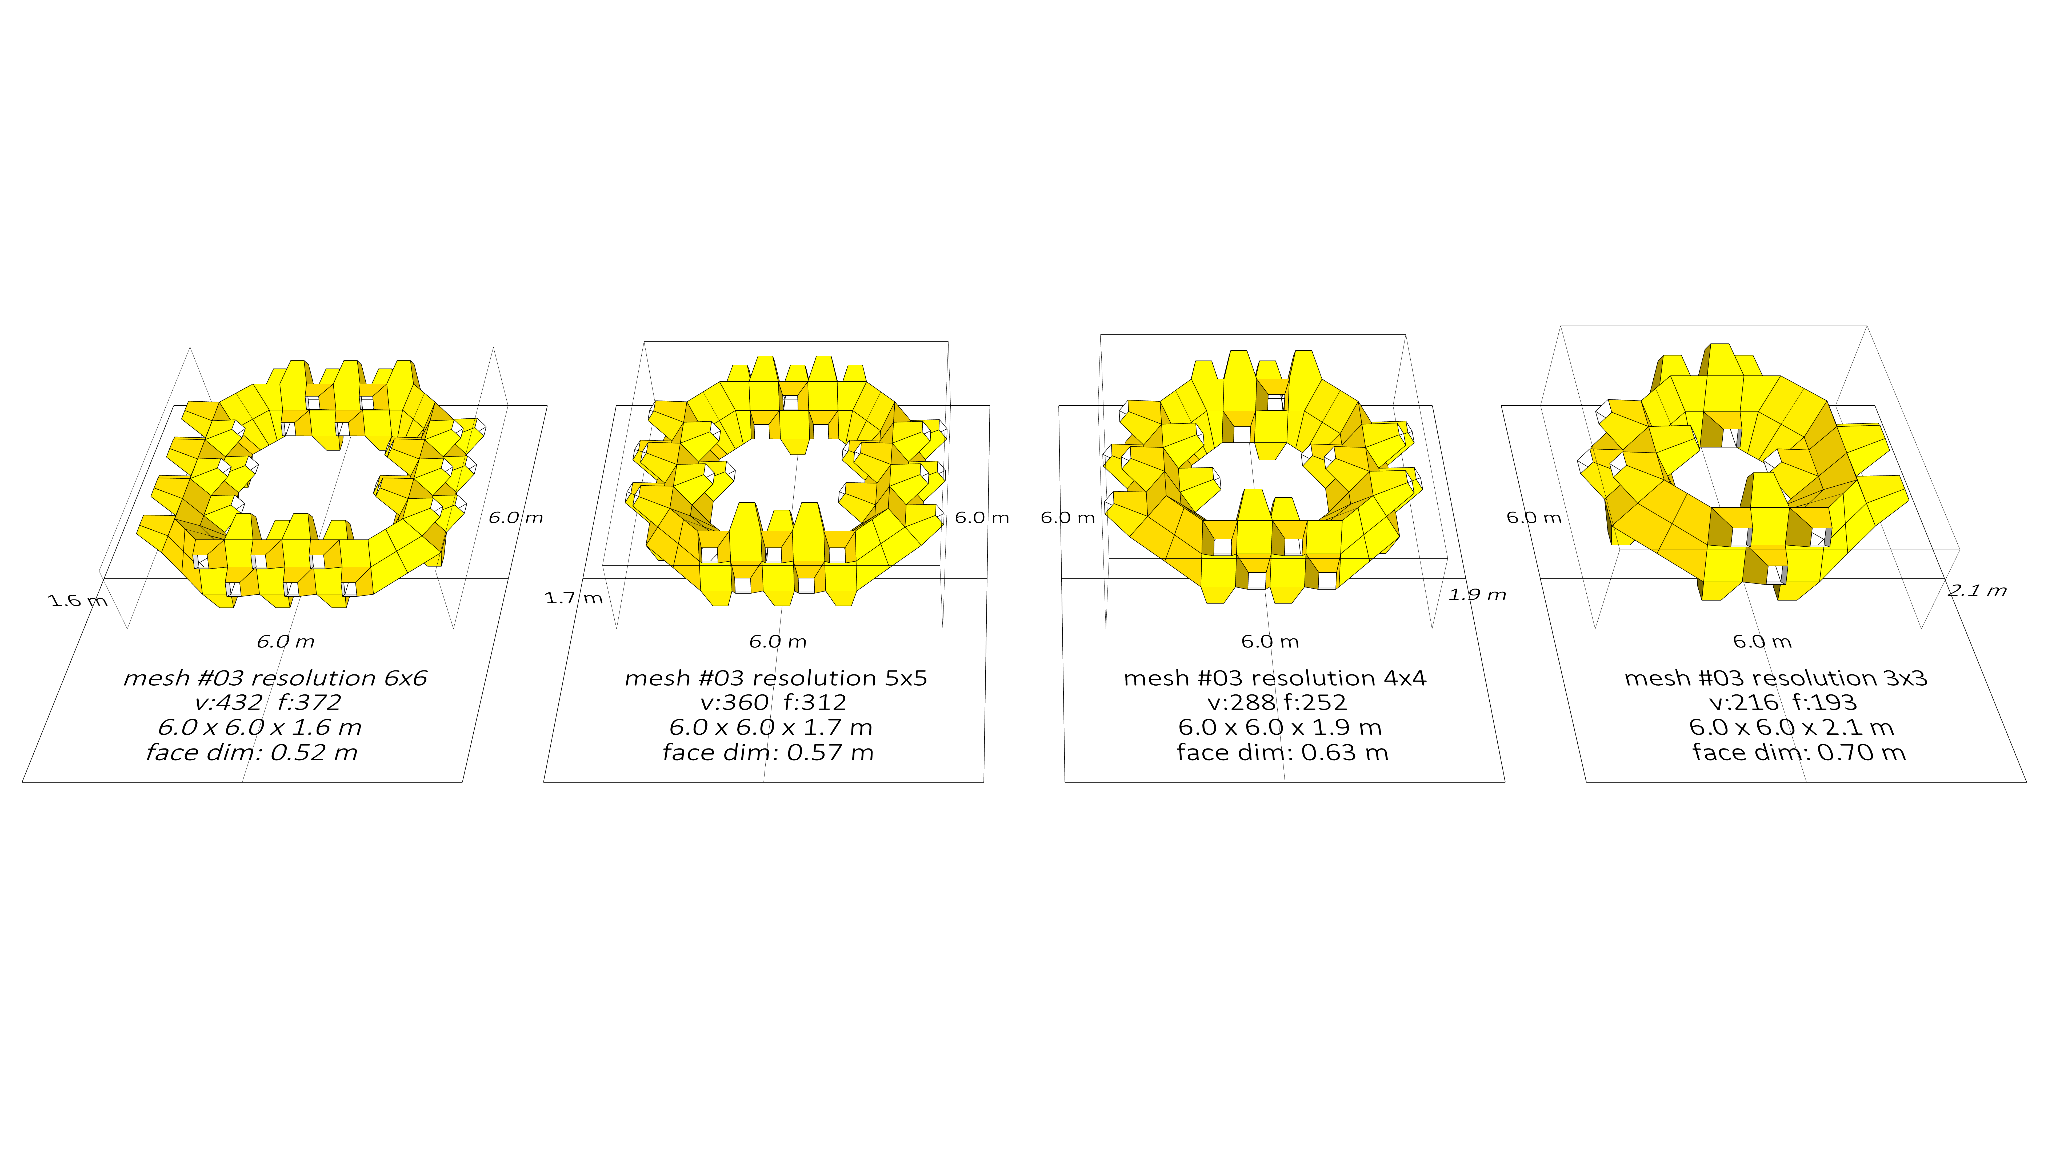 6.0 m
1.6 m
6.0 m
mesh #03 resolution 6x6
v:432 f:372
6.0 x 6.0 x 1.6 m
face dim: 0.52 m
6.0 m
1.7 m
6.0 m
mesh #03 resolution 5x5
v:360 f:312
6.0 x 6.0 x 1.7 m
face dim: 0.57 m
6.0 m
1.9 m
6.0 m
mesh #03 resolution 4x4
v:288 f:252
6.0 x 6.0 x 1.9 m
face dim: 0.63 m
6.0 m
2.1 m
6.0 m
mesh #03 resolution 3x3
v:216 f:193
6.0 x 6.0 x 2.1 m
face dim: 0.70 m